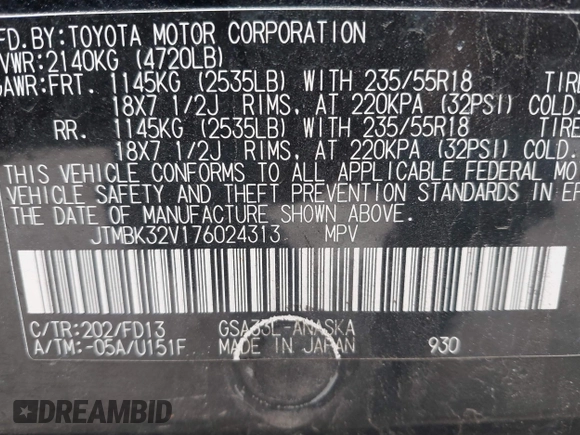 FD.BY:TOYOTA MOTOR CORPORATION
VWR:2140KG (4720LB)
GAWR:FRT. 1145KG (2535LB) WITH 235/55R18 TIRE
18X7 1/2J RIMS, AT 220KPA (32PSI) COLD.
RR. 1145KG (2535LB) WITH 235/55R18 TIRE
18X7 1/2J RIMS, AT 220KPA (32PSI) COLD.
THIS VEHICLE CONFORMS TO ALL APPLICABLE FEDERAL MO
VEHICLE SAFETY AND THEFT PREVENTION STANDARDS IN EF
THE DATE OF MANUFACTURE SHOWN ABOVE.
JTMBK32V176024313 MPV
C/TR:202/FD13 GSA33L-ANASKA
A/TM:-05A/U151F MADE IN JAPAN 930
DREAMBID